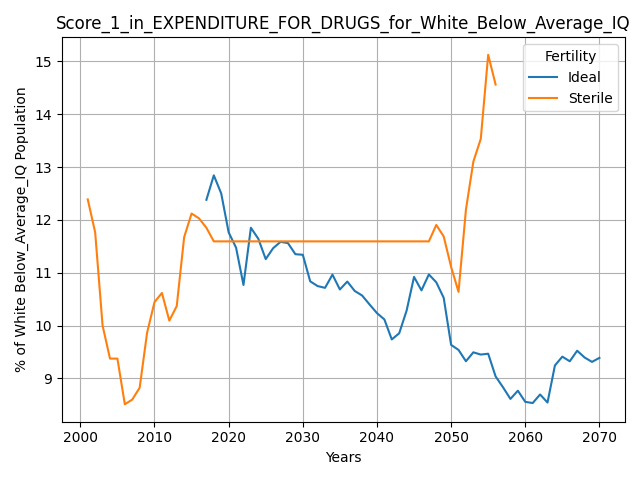 Score_1_in_EXPENDITURE_FOR_DRUGS_for_White_Below_Average_IQ
Fertility
Ideal
Sterile
% of White Below_Average_IQ Population
15
14
13
12
11
10
9
2000 2010 2020 2030 2040 2050 2060 2070
Years